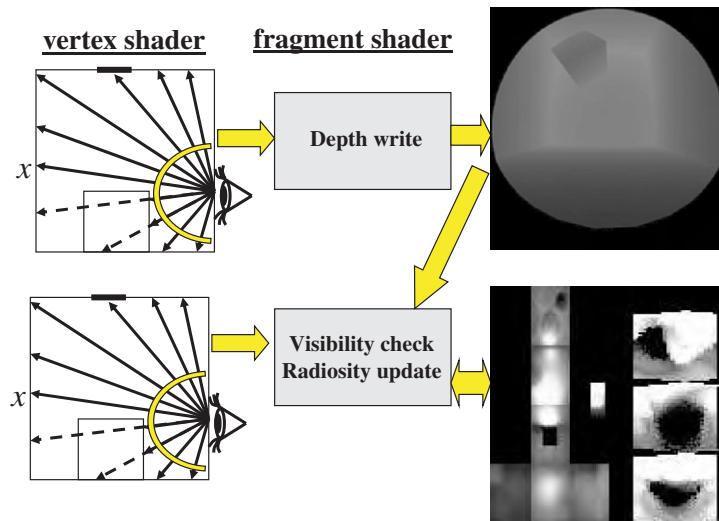 vertex shader
fragment shader
Depth write
x
Visibility check
Radiosity update
x